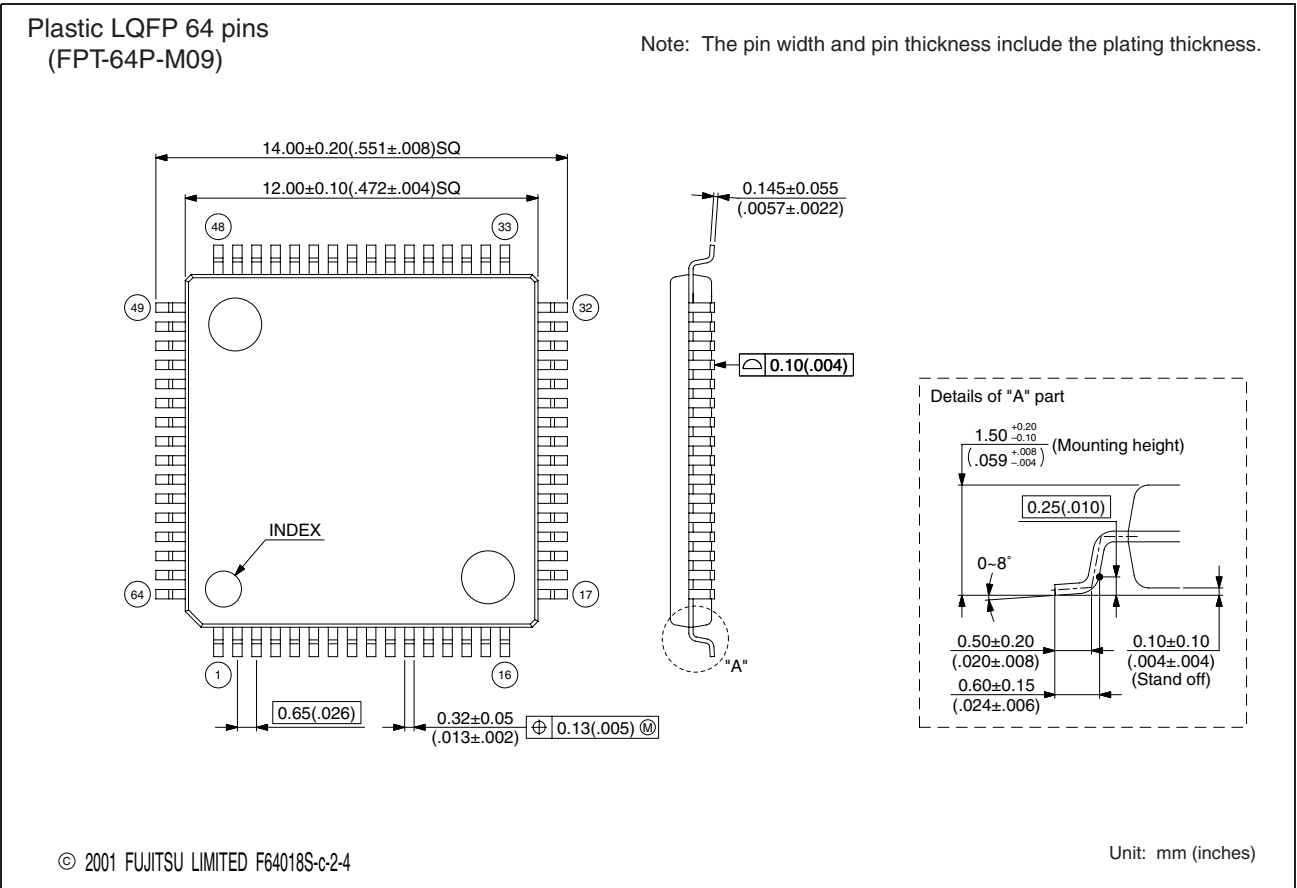 Plastic LQFP 64 pins
(FPT-64P-M09)
Note: The pin width and pin thickness include the plating thickness.
14.00±0.20(.551±.008)SQ
12.00±0.10(.472±.004)SQ
0.145±0.055
(.0057±.0022)
48
33
49
32
0.10(.004)
Details of "A" part
1.50 +0.20 −0.10 (Mounting height)
(.059 +.008 −.004)
0.25(.010)
INDEX
0~8°
64
17
0.50±0.20
(.020±.008)
0.10±0.10
(.004±.004)
(Stand off)
0.60±0.15
(.024±.006)
1
16
"A"
0.65(.026)
0.32±0.05
(.013±.002)
⌖ 0.13(.005) Ⓜ
© 2001 FUJITSU LIMITED F64018S-c-2-4
Unit: mm (inches)